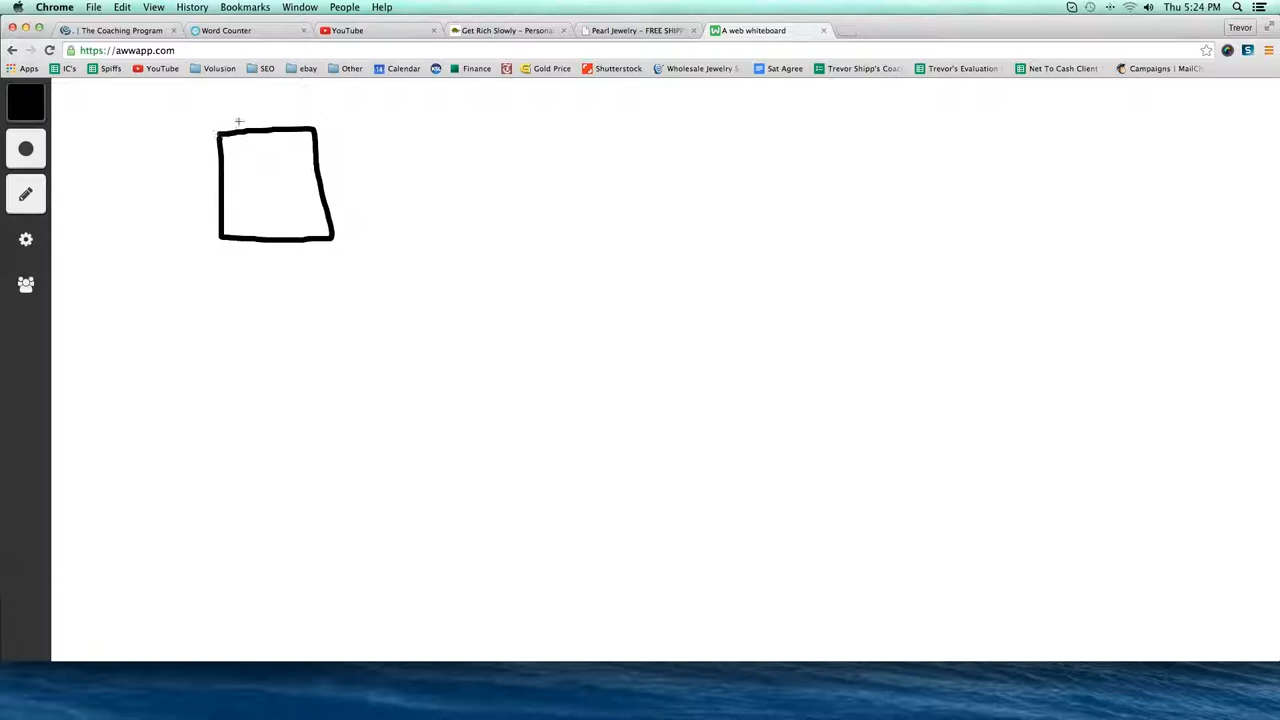 Chrome File Edit View History Bookmarks Window People Help Thu 5:24 PM
. | The Coaching Program Word Counter YouTube Get Rich Slowly – Persona Pearl Jewelry – FREE SHIPP A web whiteboard Trevor
https://awwapp.com
Apps IC's Spiffs YouTube Volusion SEO ebay Other Calendar Finance Gold Price Shutterstock Wholesale Jewelry S Sat Agree Trevor Shipp's Coac Trevor's Evaluation Net To Cash Client Campaigns | MailCh